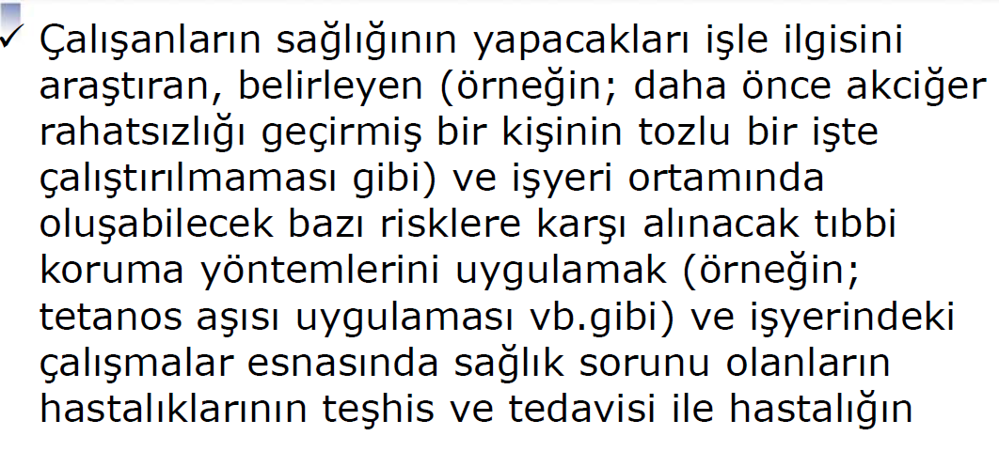 ✓ Çalışanların sağlığının yapacakları işle ilgisini
araştıran, belirleyen (örneğin; daha önce akciğer
rahatsızlığı geçirmiş bir kişinin tozlu bir işte
çalıştırılmaması gibi) ve işyeri ortamında
oluşabilecek bazı risklere karşı alınacak tıbbi
koruma yöntemlerini uygulamak (örneğin;
tetanos aşısı uygulaması vb.gibi) ve işyerindeki
çalışmalar esnasında sağlık sorunu olanların
hastalıklarının teşhis ve tedavisi ile hastalığın